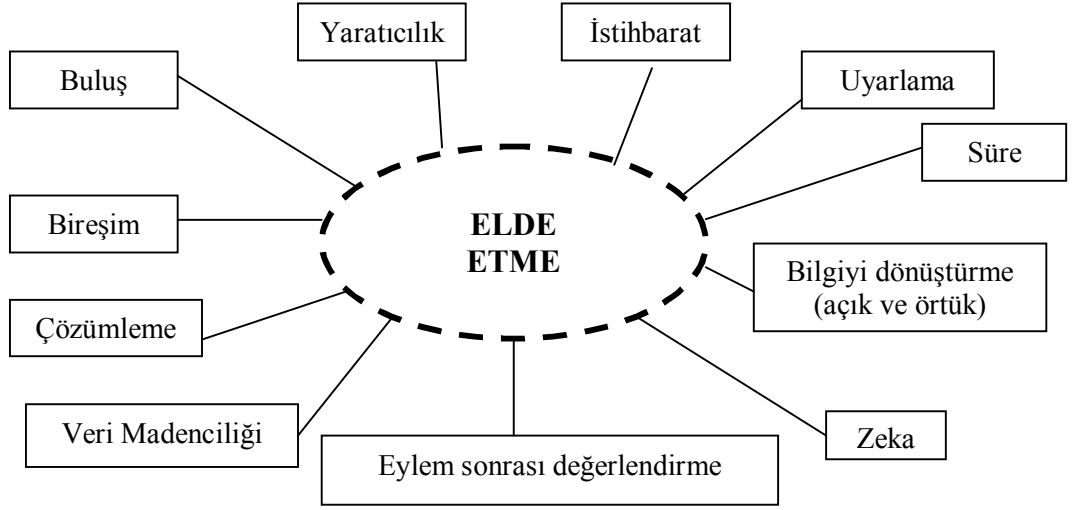 Yaratıcılık
İstihbarat
Buluş
Uyarlama
Süre
Bireşim
ELDE
ETME
Bilgiyi dönüştürme
(açık ve örtük)
Çözümleme
Veri Madenciliği
Eylem sonrası değerlendirme
Zeka